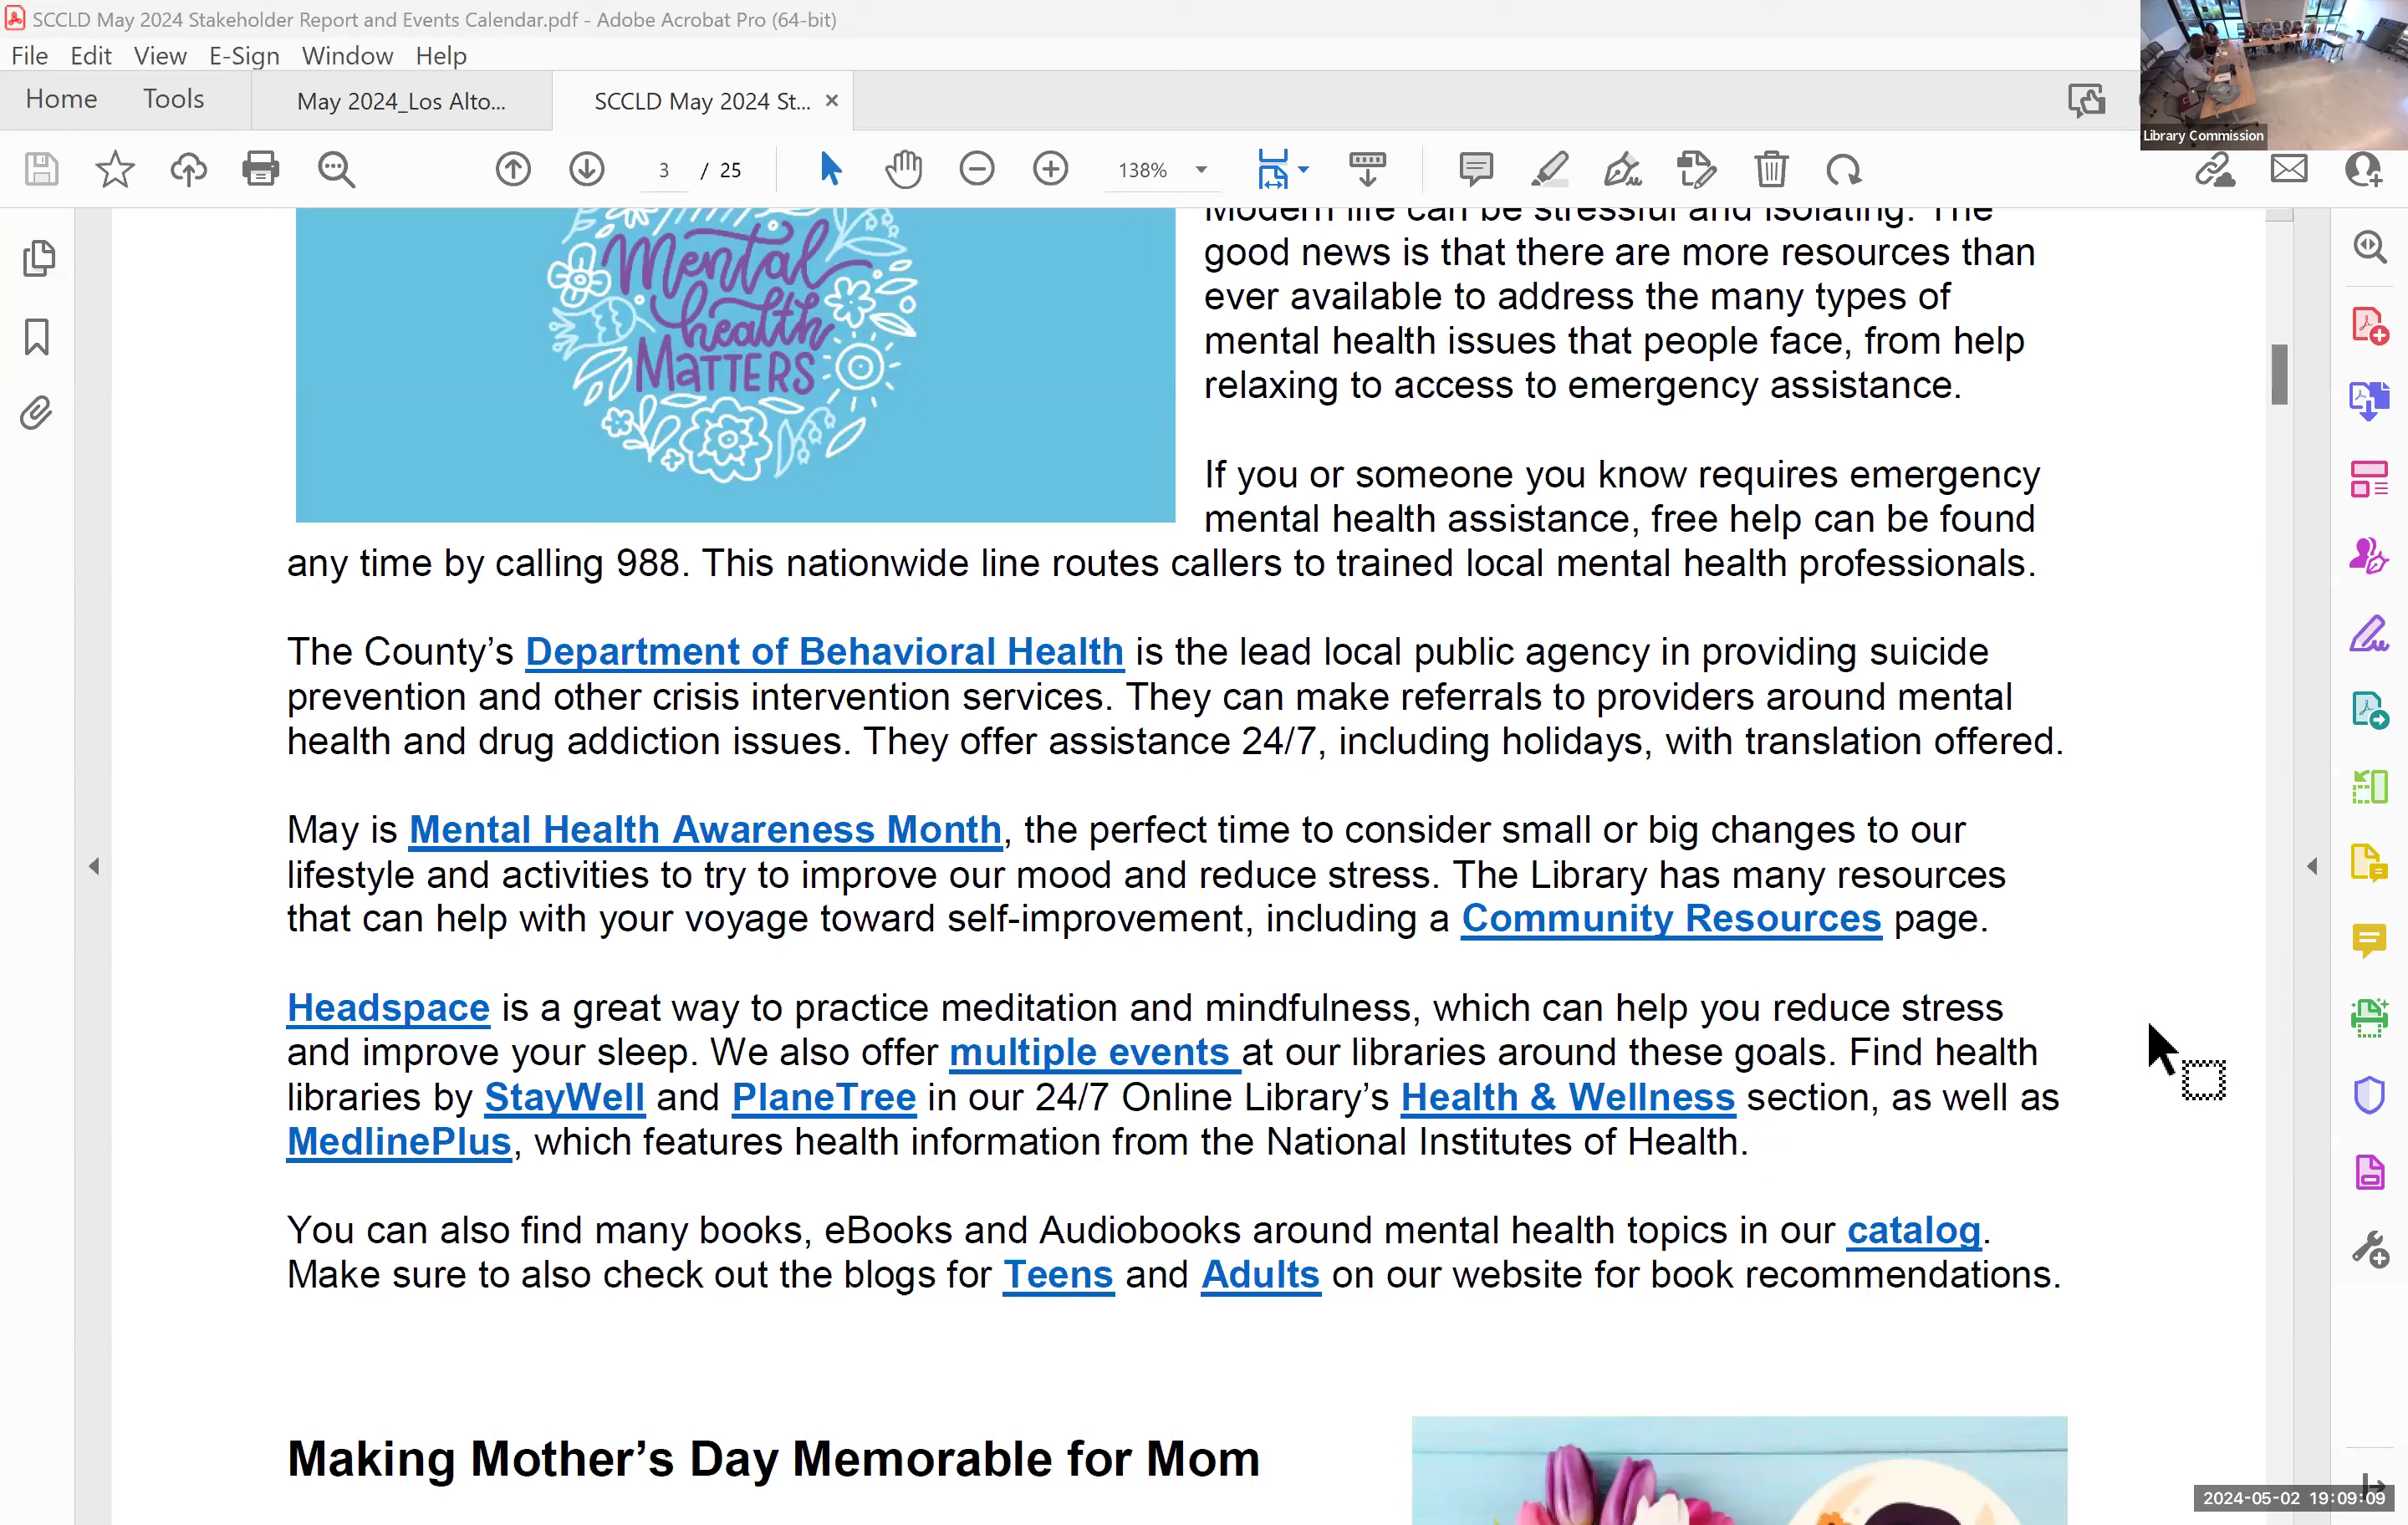 SCCLD May 2024 Stakeholder Report and Events Calendar.pdf - Adobe Acrobat Pro (64-bit)
File Edit View E-Sign Window Help
Home Tools May 2024_Los Alto... SCCLD May 2024 St... ×
3 / 25 138%
Library Commission
Modern life can be stressful and isolating. The
good news is that there are more resources than
ever available to address the many types of
mental health issues that people face, from help
relaxing to access to emergency assistance.
Mental
health
MATTERS
If you or someone you know requires emergency
mental health assistance, free help can be found
any time by calling 988. This nationwide line routes callers to trained local mental health professionals.
The County's Department of Behavioral Health is the lead local public agency in providing suicide
prevention and other crisis intervention services. They can make referrals to providers around mental
health and drug addiction issues. They offer assistance 24/7, including holidays, with translation offered.
May is Mental Health Awareness Month, the perfect time to consider small or big changes to our
lifestyle and activities to try to improve our mood and reduce stress. The Library has many resources
that can help with your voyage toward self-improvement, including a Community Resources page.
Headspace is a great way to practice meditation and mindfulness, which can help you reduce stress
and improve your sleep. We also offer multiple events at our libraries around these goals. Find health
libraries by StayWell and PlaneTree in our 24/7 Online Library's Health & Wellness section, as well as
MedlinePlus, which features health information from the National Institutes of Health.
You can also find many books, eBooks and Audiobooks around mental health topics in our catalog.
Make sure to also check out the blogs for Teens and Adults on our website for book recommendations.
Making Mother's Day Memorable for Mom
2024-05-02 19:09:09